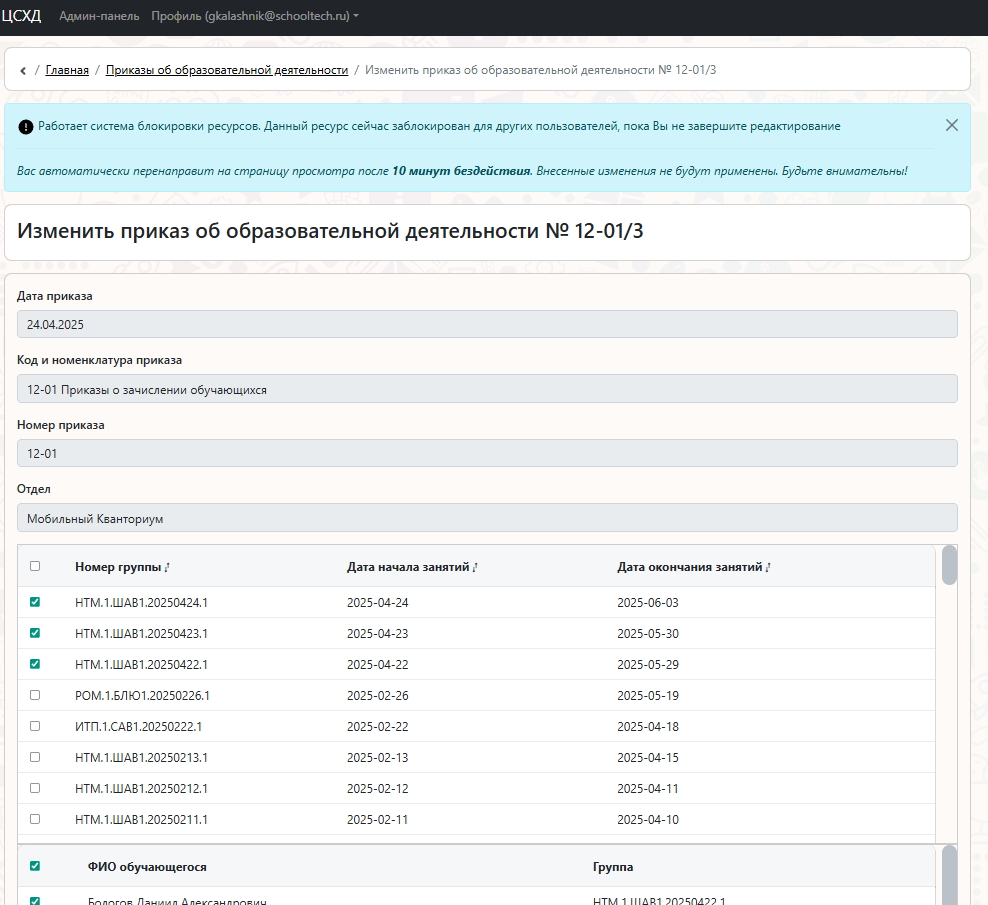 ЦСХД Админ-панель Профиль (gkalashnik@schooltech.ru)
/ Главная / Приказы об образовательной деятельности / Изменить приказ об образовательной деятельности № 12-01/3
Работает система блокировки ресурсов. Данный ресурс сейчас заблокирован для других пользователей, пока Вы не завершите редактирование
Вас автоматически перенаправит на страницу просмотра после 10 минут бездействия. Внесенные изменения не будут применены. Будьте внимательны!
Изменить приказ об образовательной деятельности № 12-01/3
Дата приказа
24.04.2025
Код и номенклатура приказа
12-01 Приказы о зачислении обучающихся
Номер приказа
12-01
Отдел
Мобильный Кванториум
Номер группы Дата начала занятий Дата окончания занятий
НТМ.1.ШАВ1.20250424.1 2025-04-24 2025-06-03
НТМ.1.ШАВ1.20250423.1 2025-04-23 2025-05-30
НТМ.1.ШАВ1.20250422.1 2025-04-22 2025-05-29
РОМ.1.БЛЮ1.20250226.1 2025-02-26 2025-05-19
ИТП.1.САВ1.20250222.1 2025-02-22 2025-04-18
НТМ.1.ШАВ1.20250213.1 2025-02-13 2025-04-15
НТМ.1.ШАВ1.20250212.1 2025-02-12 2025-04-11
НТМ.1.ШАВ1.20250211.1 2025-02-11 2025-04-10
ФИО обучающегося Группа
Бологов Даниил Александрович НТМ.1.ШАВ1.20250422.1